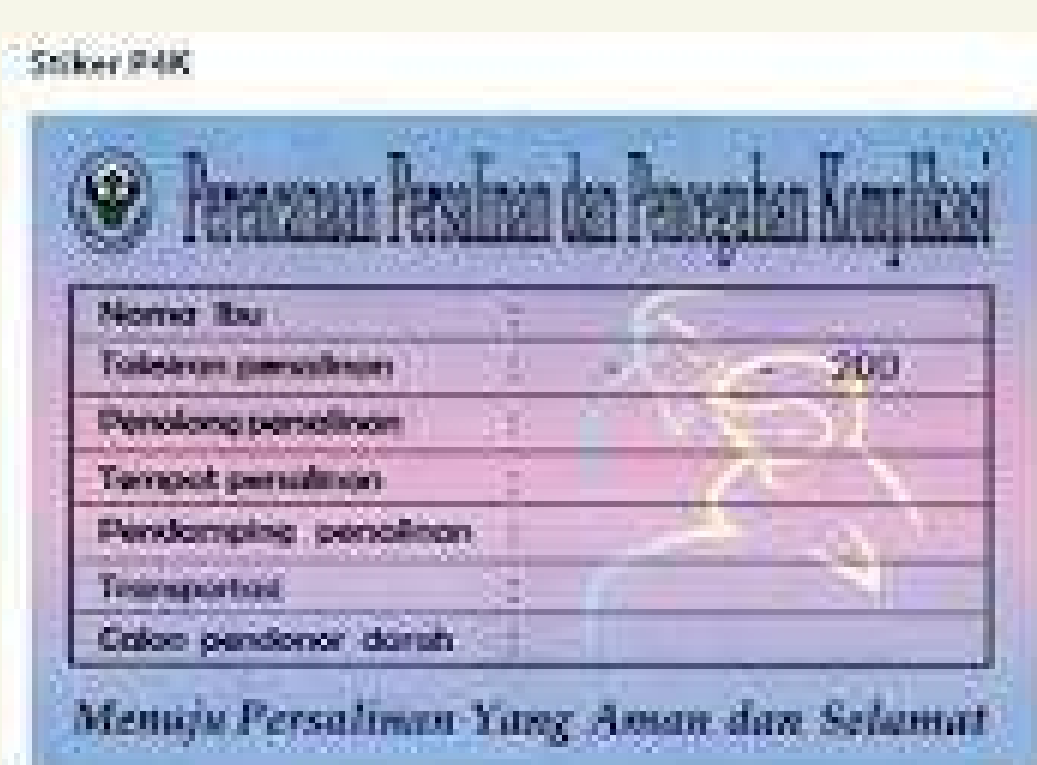 Stiker P4K
Perencanaan Persalinan dan Pencegahan Komplikasi
Nama Ibu :
Taksiran persalinan : - - 200
Penolong persalinan :
Tempat persalinan :
Pendamping persalinan :
Transportasi :
Calon pendonor darah :
Menuju Persalinan Yang Aman dan Selamat